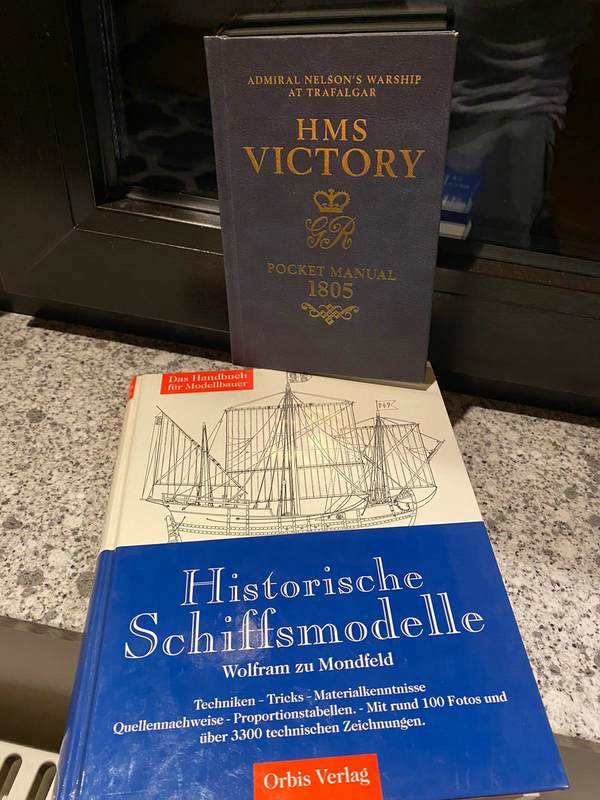 ADMIRAL NELSON'S WARSHIP
AT TRAFALGAR
HMS
VICTORY
GR
POCKET MANUAL
1805
Das Handbuch
für Modellbauer
Historische
Schiffsmodelle
Wolfram zu Mondfeld
Techniken – Tricks – Materialkenntnisse
Quellennachweise – Proportionstabellen. – Mit rund 100 Fotos und
über 3300 technischen Zeichnungen.
Orbis Verlag